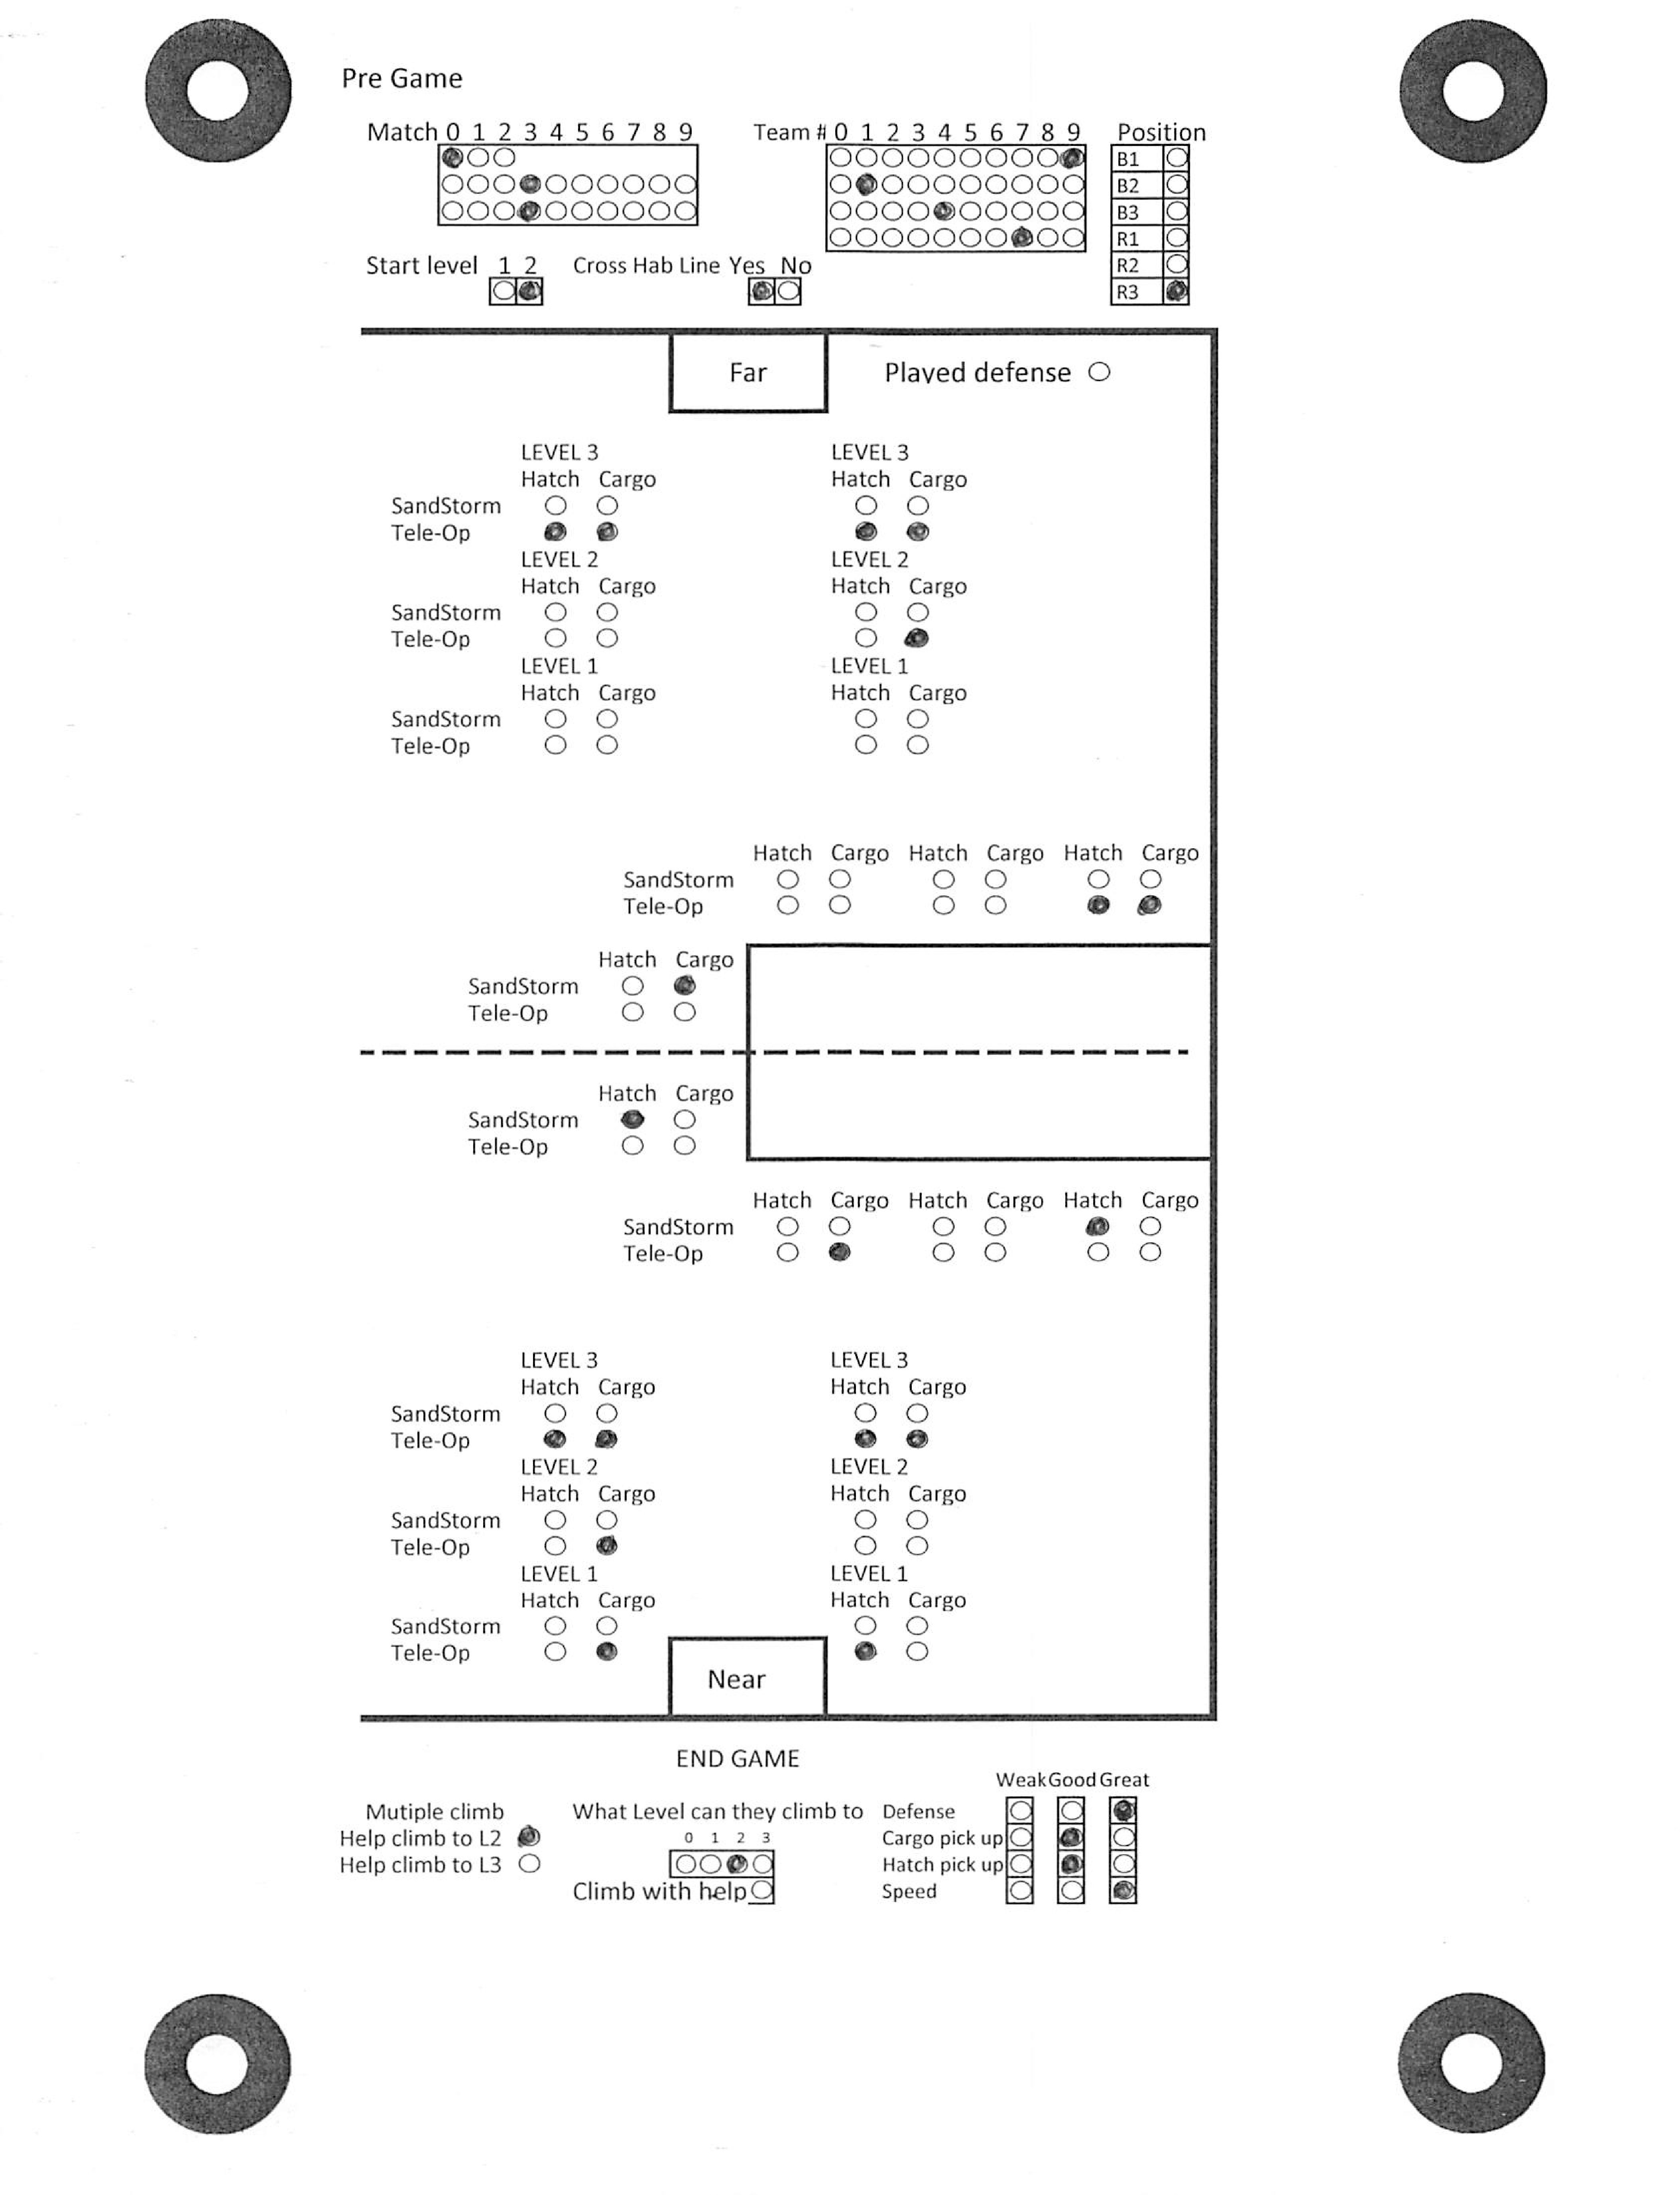 Pre Game
Match 0 1 2 3 4 5 6 7 8 9 Team # 0 1 2 3 4 5 6 7 8 9 Position
B1
B2
B3
R1
Start level 1 2 Cross Hab Line Yes No R2
R3
Far Played defense
LEVEL 3 LEVEL 3
Hatch Cargo Hatch Cargo
SandStorm
Tele-Op
LEVEL 2 LEVEL 2
Hatch Cargo Hatch Cargo
SandStorm
Tele-Op
LEVEL 1 LEVEL 1
Hatch Cargo Hatch Cargo
SandStorm
Tele-Op
Hatch Cargo Hatch Cargo Hatch Cargo
SandStorm
Tele-Op
Hatch Cargo
SandStorm
Tele-Op
Hatch Cargo
SandStorm
Tele-Op
Hatch Cargo Hatch Cargo Hatch Cargo
SandStorm
Tele-Op
LEVEL 3 LEVEL 3
Hatch Cargo Hatch Cargo
SandStorm
Tele-Op
LEVEL 2 LEVEL 2
Hatch Cargo Hatch Cargo
SandStorm
Tele-Op
LEVEL 1 LEVEL 1
Hatch Cargo Hatch Cargo
SandStorm
Tele-Op
Near
END GAME
Weak Good Great
Mutiple climb What Level can they climb to Defense
Help climb to L2 0 1 2 3 Cargo pick up
Help climb to L3 Hatch pick up
Climb with help Speed